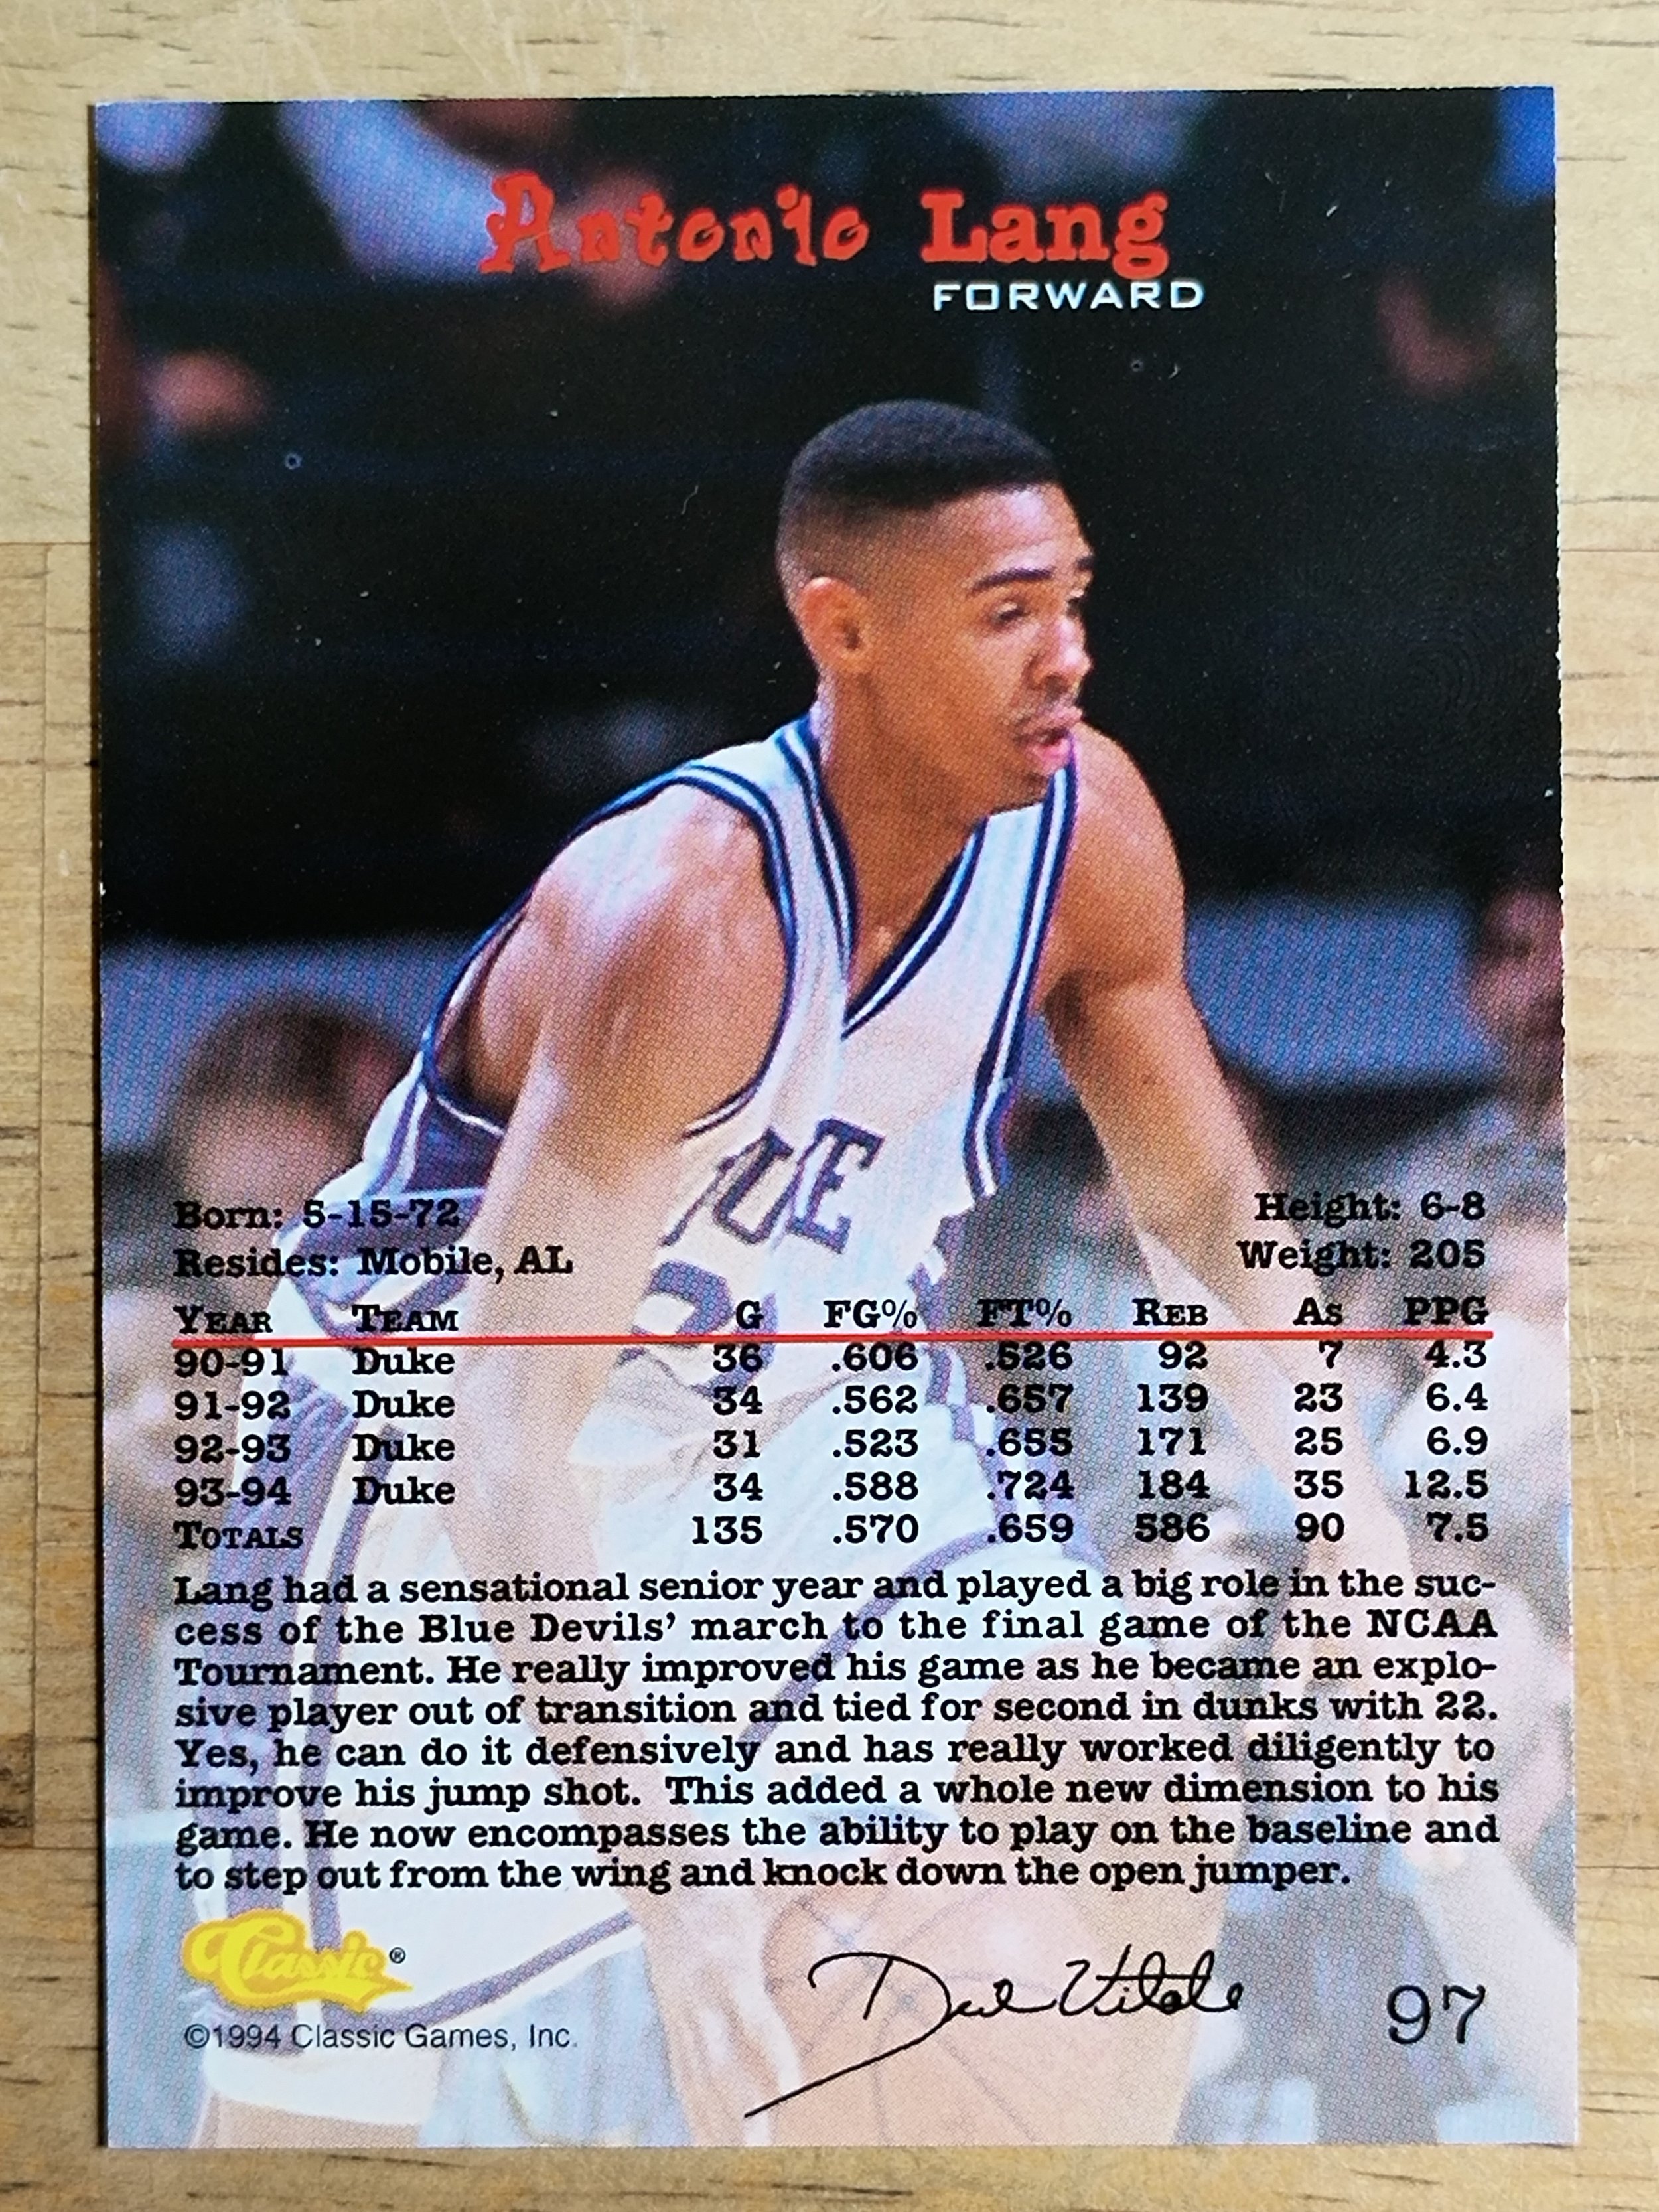 Antonio Lang
FORWARD
UKE
21
Born: 5-15-72 Height: 6-8
Resides: Mobile, AL Weight: 205
YEAR TEAM G FG% FT% REB AS PPG
90-91 Duke 36 .606 .526 92 7 4.3
91-92 Duke 34 .562 .657 139 23 6.4
92-93 Duke 31 .523 .655 171 25 6.9
93-94 Duke 34 .588 .724 184 35 12.5
TOTALS 135 .570 .659 586 90 7.5
Lang had a sensational senior year and played a big role in the suc-
cess of the Blue Devils' march to the final game of the NCAA
Tournament. He really improved his game as he became an explo-
sive player out of transition and tied for second in dunks with 22.
Yes, he can do it defensively and has really worked diligently to
improve his jump shot. This added a whole new dimension to his
game. He now encompasses the ability to play on the baseline and
to step out from the wing and knock down the open jumper.
Classic®
©1994 Classic Games, Inc.
Dick Vitale
97